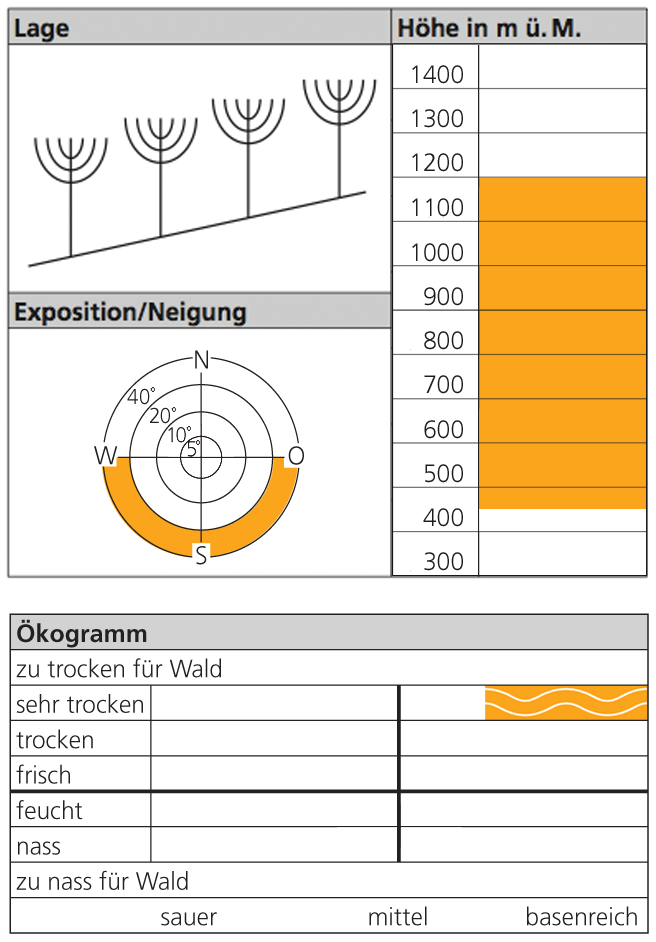 Lage
Höhe in m ü. M.
1400
1300
1200
1100
1000
900
800
700
600
500
400
300
Exposition/Neigung
N
40°
20°
10°
5°
W
O
S
Ökogramm
zu trocken für Wald
sehr trocken
trocken
frisch
feucht
nass
zu nass für Wald
sauer mittel basenreich